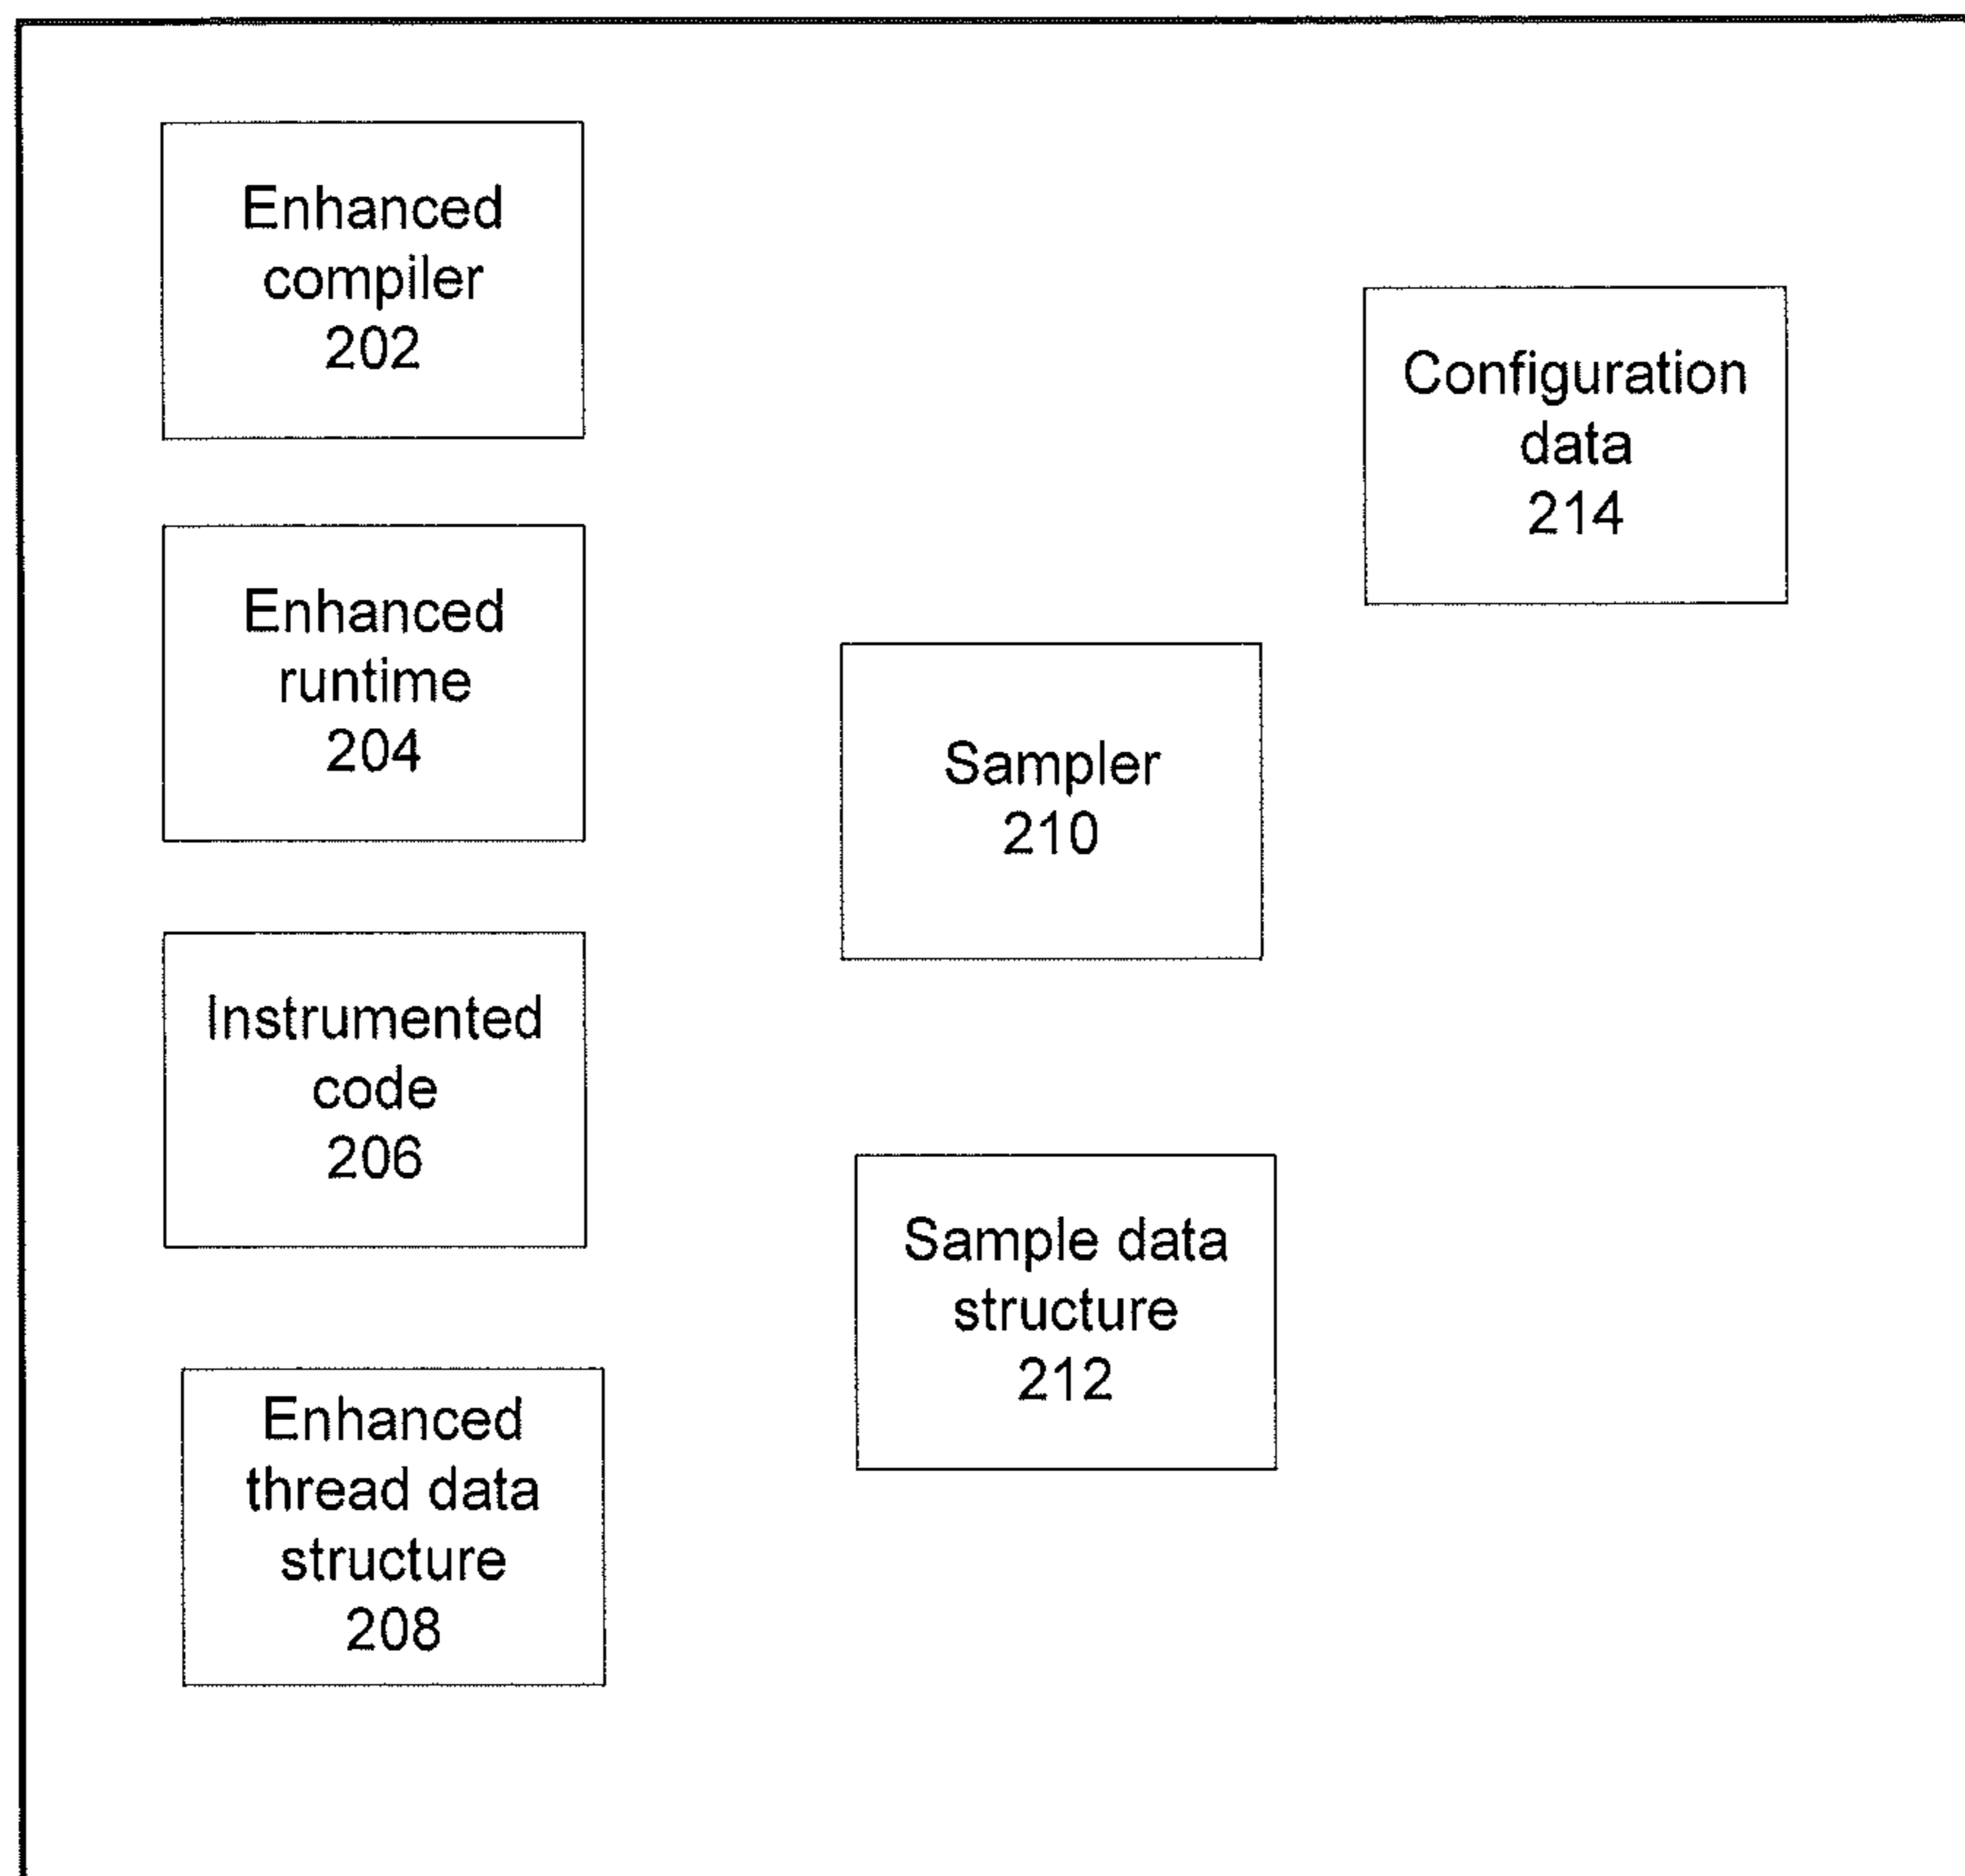 Enhanced
compiler
202
Enhanced
runtime
204
Instrumented
code
206
Enhanced
thread data
structure
208
Sampler
210
Sample data
structure
212
Configuration
data
214